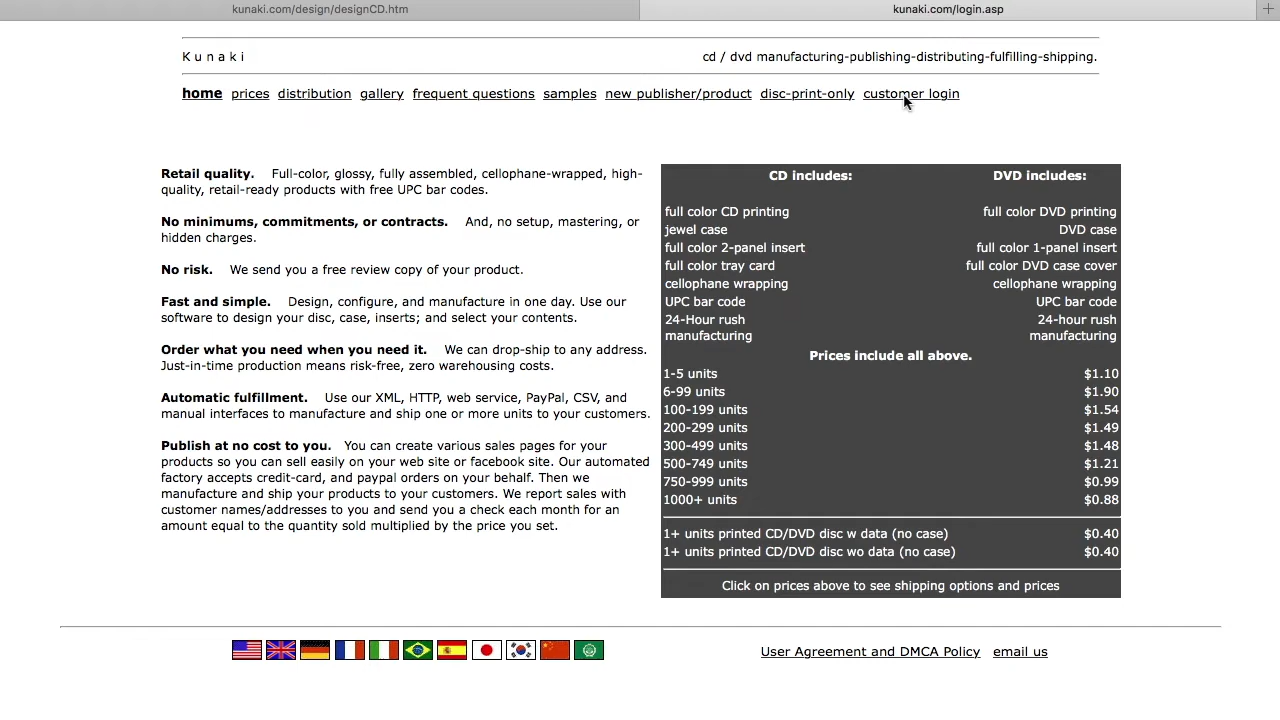 kunaki.com/design/designCD.htm
kunaki.com/login.asp
K u n a k i
cd / dvd manufacturing-publishing-distributing-fulfilling-shipping.
home prices distribution gallery frequent questions samples new publisher/product disc-print-only customer login
Retail quality. Full-color, glossy, fully assembled, cellophane-wrapped, high-
quality, retail-ready products with free UPC bar codes.
No minimums, commitments, or contracts. And, no setup, mastering, or
hidden charges.
No risk. We send you a free review copy of your product.
Fast and simple. Design, configure, and manufacture in one day. Use our
software to design your disc, case, inserts; and select your contents.
Order what you need when you need it. We can drop-ship to any address.
Just-in-time production means risk-free, zero warehousing costs.
Automatic fulfillment. Use our XML, HTTP, web service, PayPal, CSV, and
manual interfaces to manufacture and ship one or more units to your customers.
Publish at no cost to you. You can create various sales pages for your
products so you can sell easily on your web site or facebook site. Our automated
factory accepts credit-card, and paypal orders on your behalf. Then we
manufacture and ship your products to your customers. We report sales with
customer names/addresses to you and send you a check each month for an
amount equal to the quantity sold multiplied by the price you set.
CD includes: DVD includes:
full color CD printing full color DVD printing
jewel case DVD case
full color 2-panel insert full color 1-panel insert
full color tray card full color DVD case cover
cellophane wrapping cellophane wrapping
UPC bar code UPC bar code
24-Hour rush 24-hour rush
manufacturing manufacturing
Prices include all above.
1-5 units $1.10
6-99 units $1.90
100-199 units $1.54
200-299 units $1.49
300-499 units $1.48
500-749 units $1.21
750-999 units $0.99
1000+ units $0.88
1+ units printed CD/DVD disc w data (no case) $0.40
1+ units printed CD/DVD disc wo data (no case) $0.40
Click on prices above to see shipping options and prices
User Agreement and DMCA Policy email us